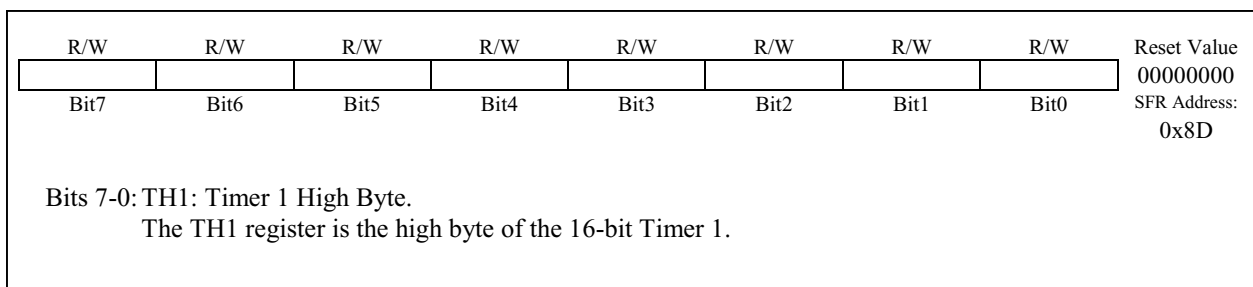 R/W R/W R/W R/W R/W R/W R/W R/W Reset Value
00000000
Bit7 Bit6 Bit5 Bit4 Bit3 Bit2 Bit1 Bit0 SFR Address:
0x8D
Bits 7-0: TH1: Timer 1 High Byte.
The TH1 register is the high byte of the 16-bit Timer 1.